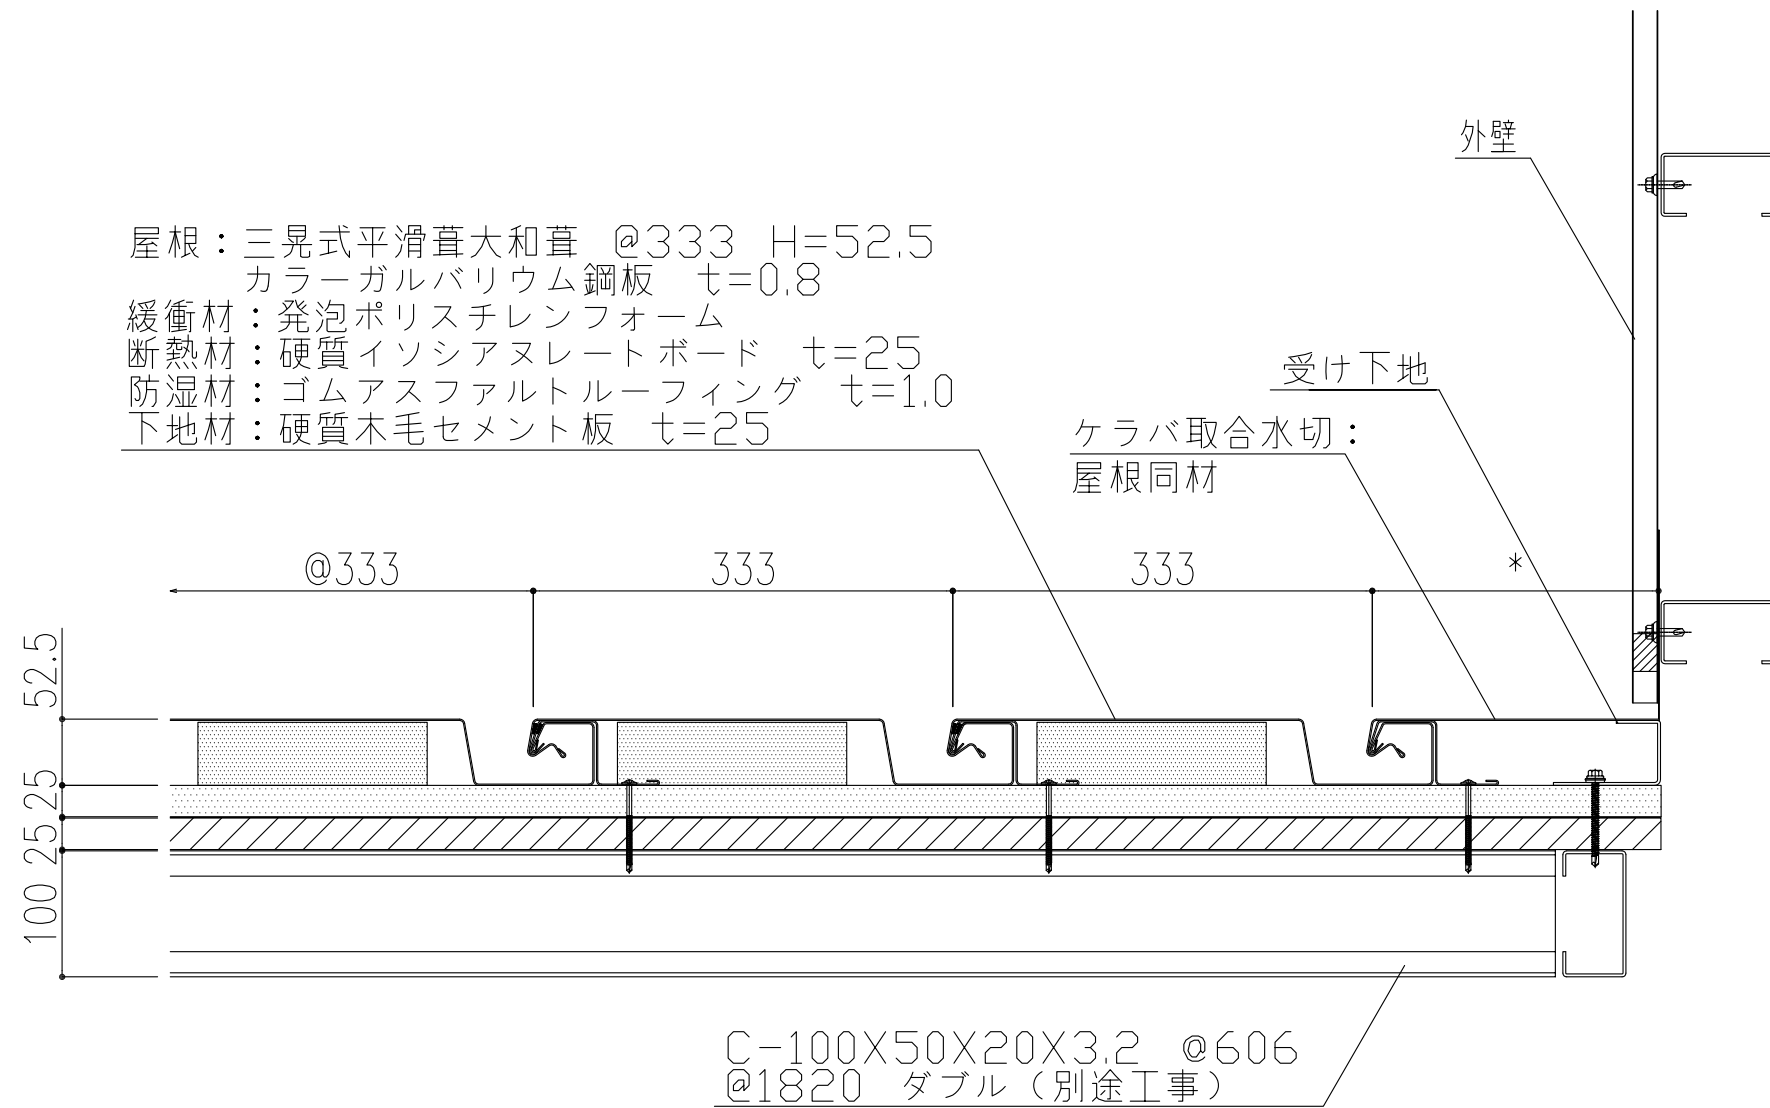 外壁
屋根：三晃式平滑葺大和葺 @333 H=52.5
カラーガルバリウム鋼板 t=0.8
緩衝材：発泡ポリスチレンフォーム
断熱材：硬質イソシアヌレートボード t=25
防湿材：ゴムアスファルトルーフィング t=1.0
下地材：硬質木毛セメント板 t=25
受け下地
ケラバ取合水切：
屋根同材
@333 333 333 *
52.5
25
25
100
C-100X50X20X3.2 @606
@1820 ダブル（別途工事）